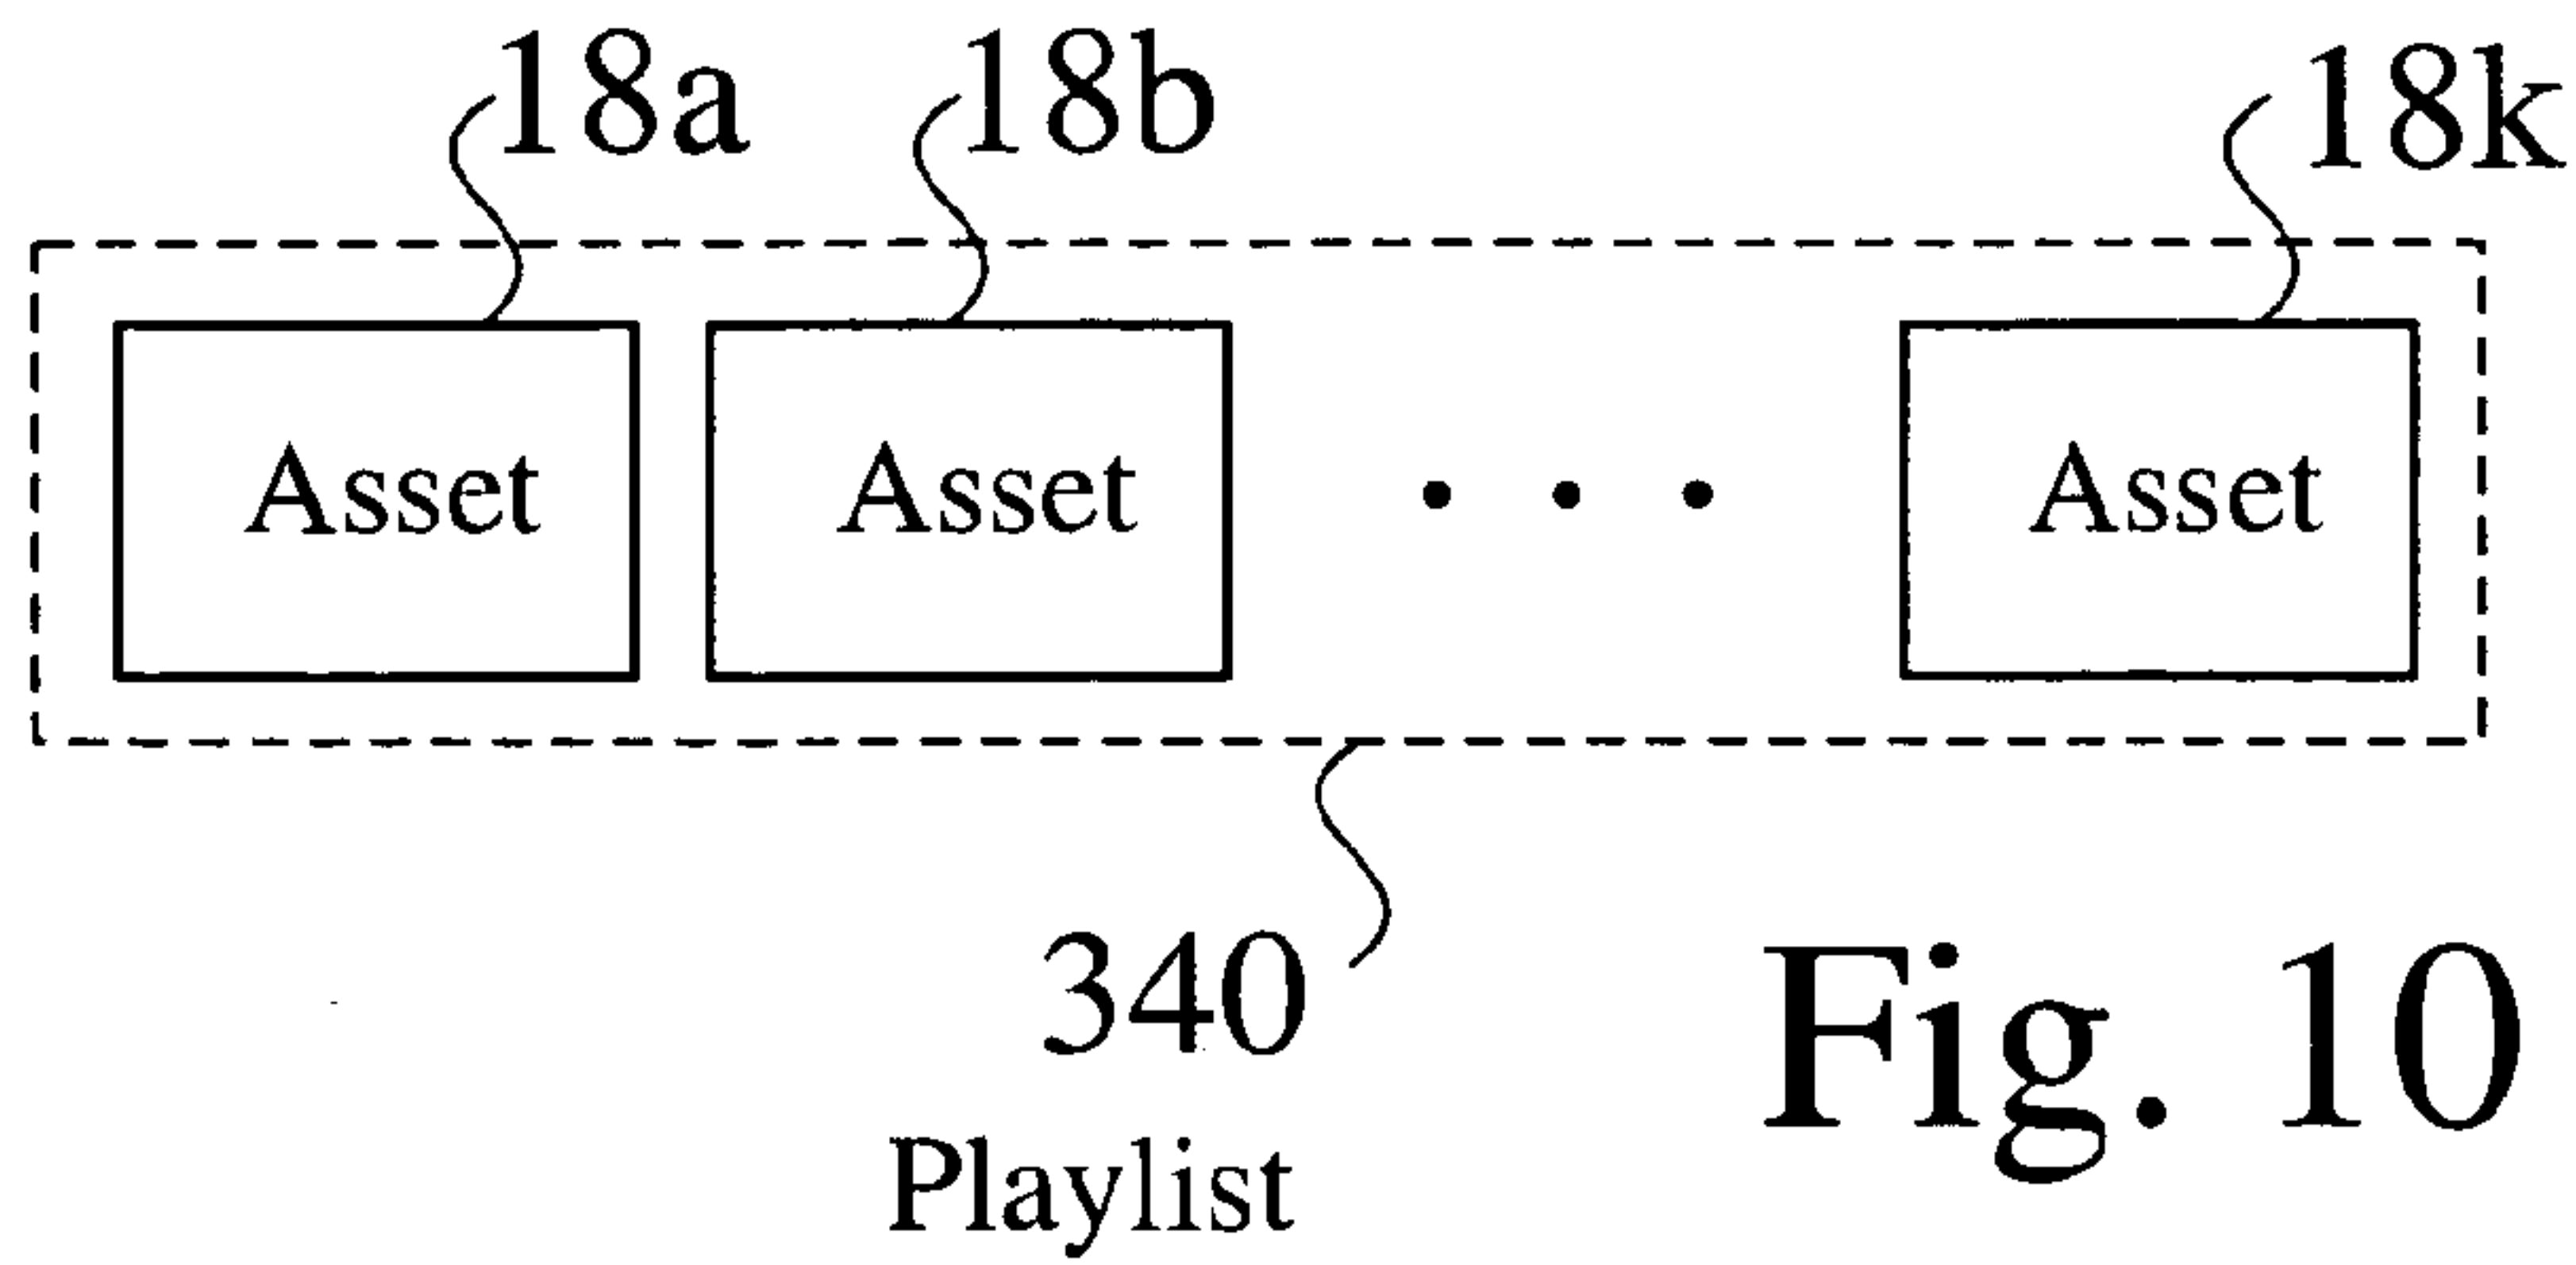 18a 18b 18k
Asset Asset . . . Asset
340
Playlist
Fig. 10